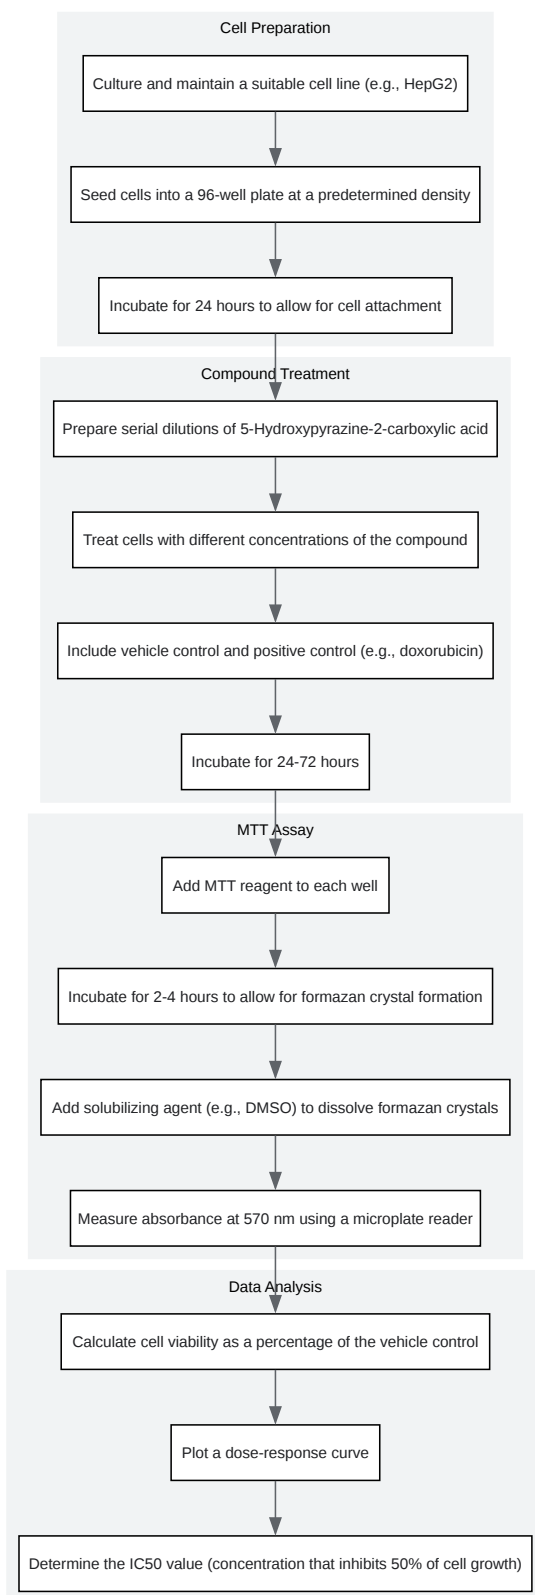 Cell Preparation
Culture and maintain a suitable cell line (e.g., HepG2)
Seed cells into a 96-well plate at a predetermined density
Incubate for 24 hours to allow for cell attachment
Compound Treatment
Prepare serial dilutions of 5-Hydroxypyrazine-2-carboxylic acid
Treat cells with different concentrations of the compound
Include vehicle control and positive control (e.g., doxorubicin)
Incubate for 24-72 hours
MTT Assay
Add MTT reagent to each well
Incubate for 2-4 hours to allow for formazan crystal formation
Add solubilizing agent (e.g., DMSO) to dissolve formazan crystals
Measure absorbance at 570 nm using a microplate reader
Data Analysis
Calculate cell viability as a percentage of the vehicle control
Plot a dose-response curve
Determine the IC50 value (concentration that inhibits 50% of cell growth)